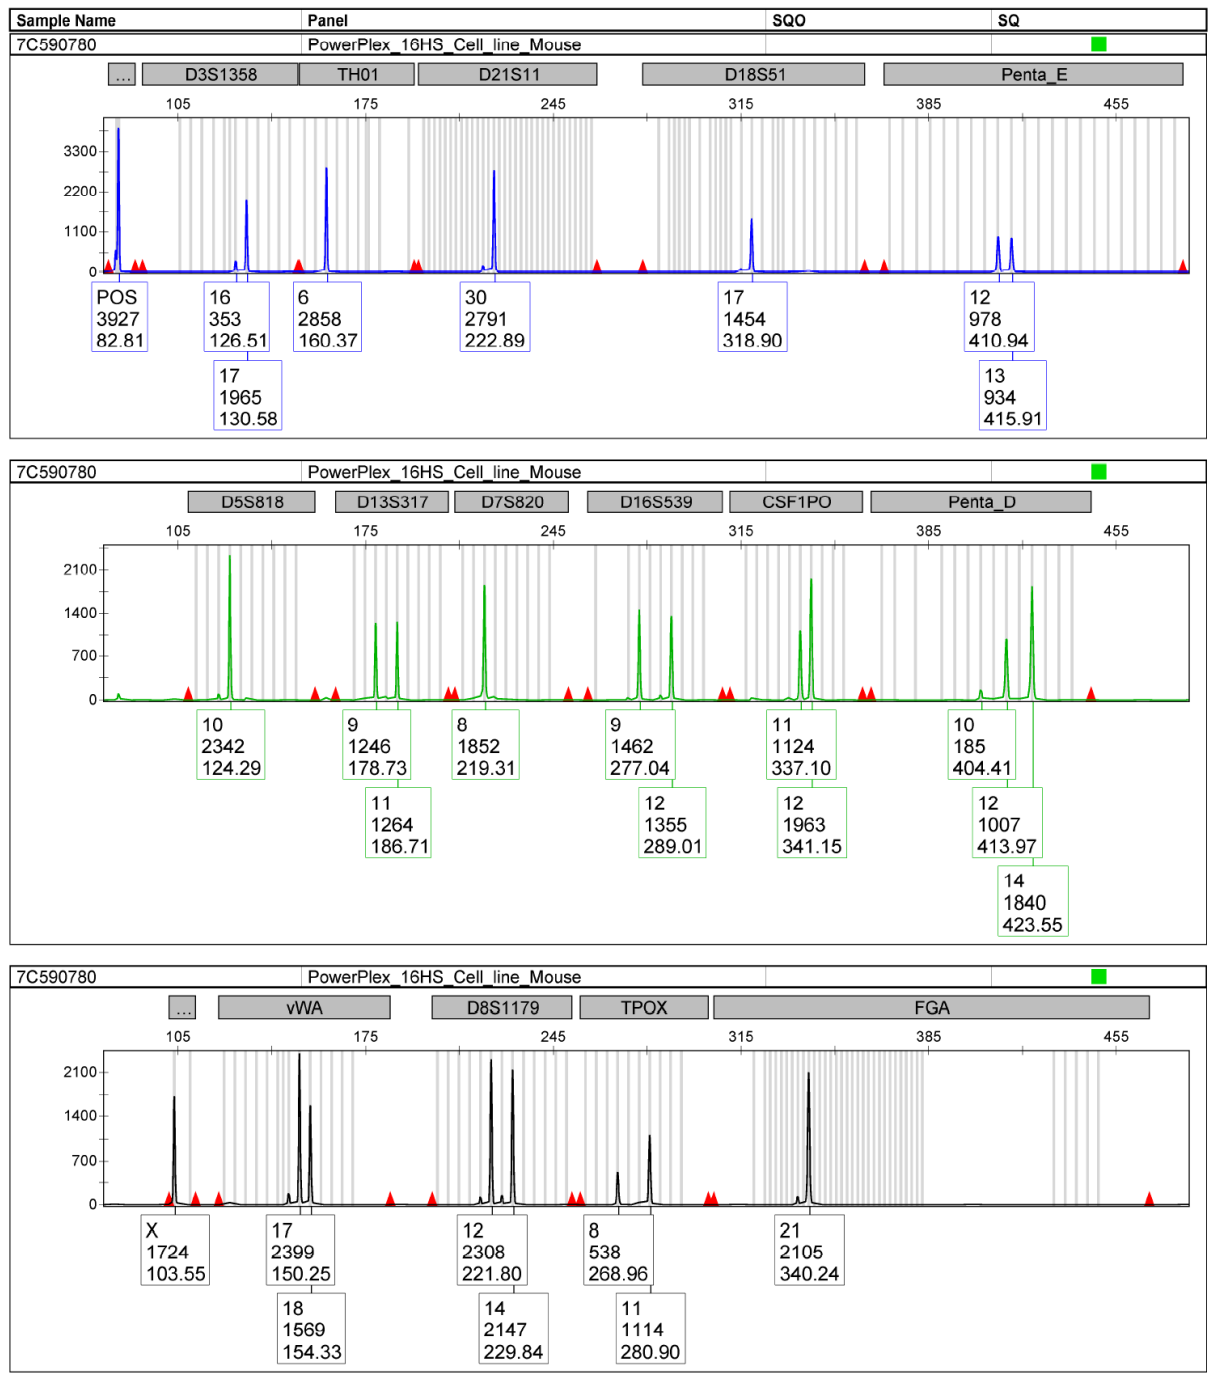 Sample Name Panel SQO SQ
7C590780 PowerPlex_16HS_Cell_line_Mouse
... D3S1358 TH01 D21S11 D18S51 Penta_E
105 175 245 315 385 455
3300
2200
1100
0
POS 16 6 30 17 12
3927 353 2858 2791 1454 978
82.81 126.51 160.37 222.89 318.90 410.94
17 13
1965 934
130.58 415.91
7C590780 PowerPlex_16HS_Cell_line_Mouse
D5S818 D13S317 D7S820 D16S539 CSF1PO Penta_D
105 175 245 315 385 455
2100
1400
700
0
10 9 8 9 11 10
2342 1246 1852 1462 1124 185
124.29 178.73 219.31 277.04 337.10 404.41
11 12 12 12
1264 1355 1963 1007
186.71 289.01 341.15 413.97
14
1840
423.55
7C590780 PowerPlex_16HS_Cell_line_Mouse
... vWA D8S1179 TPOX FGA
105 175 245 315 385 455
2100
1400
700
0
X 17 12 8 21
1724 2399 2308 538 2105
103.55 150.25 221.80 268.96 340.24
18 14 11
1569 2147 1114
154.33 229.84 280.90